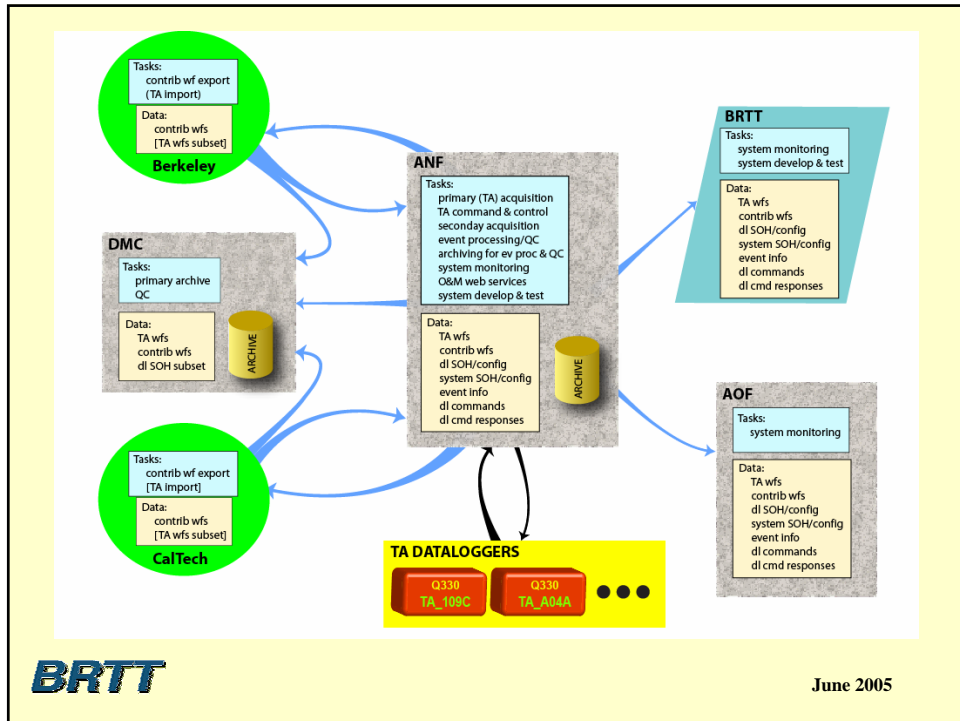 Tasks:
contrib wf export
(TA import)
Data:
contrib wfs
[TA wfs subset]
Berkeley
DMC
Tasks:
primary archive
QC
Data:
TA wfs
contrib wfs
dl SOH subset
ARCHIVE
Tasks:
contrib wf export
[TA import]
Data:
contrib wfs
[TA wfs subset]
CalTech
ANF
Tasks:
primary (TA) acquisition
TA command & control
seconday acquisition
event processing/QC
archiving for ev proc & QC
system monitoring
O&M web services
system develop & test
Data:
TA wfs
contrib wfs
dl SOH/config
system SOH/config
event info
dl commands
dl cmd responses
ARCHIVE
TA DATALOGGERS
Q330
TA_109C
Q330
TA_A04A
BRTT
Tasks:
system monitoring
system develop & test
Data:
TA wfs
contrib wfs
dl SOH/config
system SOH/config
event info
dl commands
dl cmd responses
AOF
Tasks:
system monitoring
Data:
TA wfs
contrib wfs
dl SOH/config
system SOH/config
event info
dl commands
dl cmd responses
BRTT
June 2005